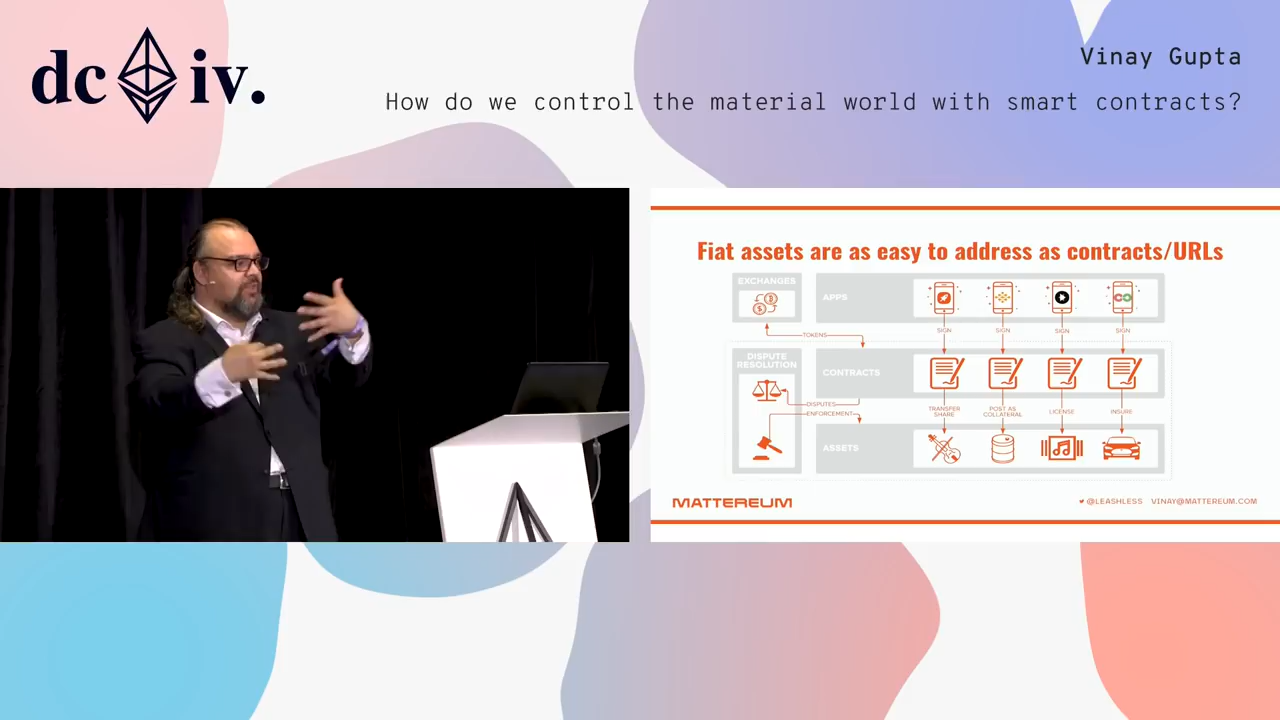 dc iv.
Vinay Gupta
How do we control the material world with smart contracts?
Fiat assets are as easy to address as contracts/URLs
EXCHANGES
APPS
SIGN
SIGN
SIGN
SIGN
TOKENS
DISPUTE
RESOLUTION
CONTRACTS
DISPUTES
ENFORCEMENT
TRANSFER
SHARE
POST AS
COLLATERAL
LICENSE
INSURE
ASSETS
MATTEREUM
@LEASHLESS VINAY@MATTEREUM.COM